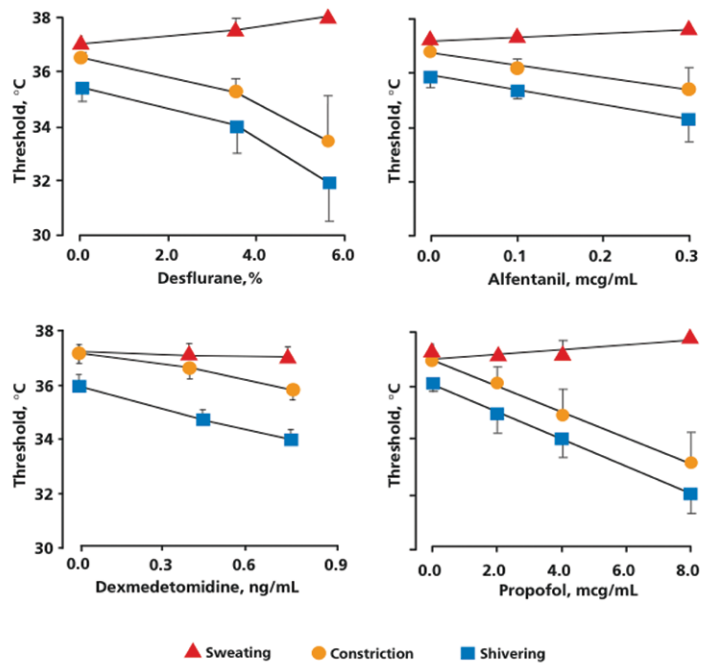 38
36
34
32
30
Threshold, °C
0.0 2.0 4.0 6.0
Desflurane,%
Threshold, °C
0.0 0.1 0.2 0.3
Alfentanil, mcg/mL
38
36
34
32
30
Threshold, °C
0.0 0.3 0.6 0.9
Dexmedetomidine, ng/mL
Threshold, °C
0.0 2.0 4.0 6.0 8.0
Propofol, mcg/mL
Sweating Constriction Shivering